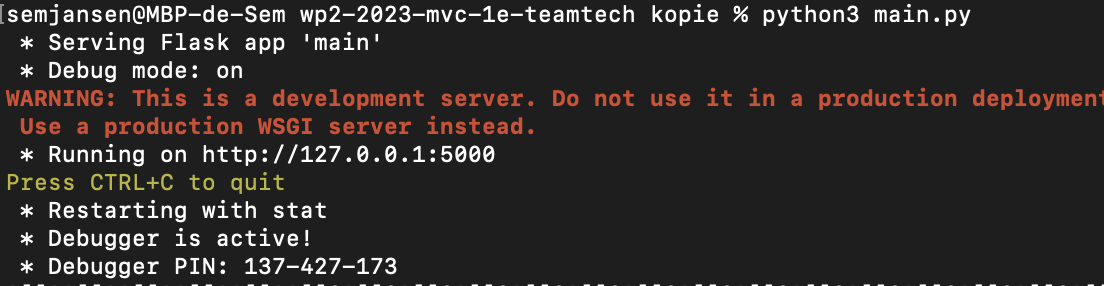 semjansen@MBP-de-Sem wp2-2023-mvc-1e-teamtech kopie % python3 main.py
* Serving Flask app 'main'
* Debug mode: on
WARNING: This is a development server. Do not use it in a production deployment
Use a production WSGI server instead.
* Running on http://127.0.0.1:5000
Press CTRL+C to quit
* Restarting with stat
* Debugger is active!
* Debugger PIN: 137-427-173